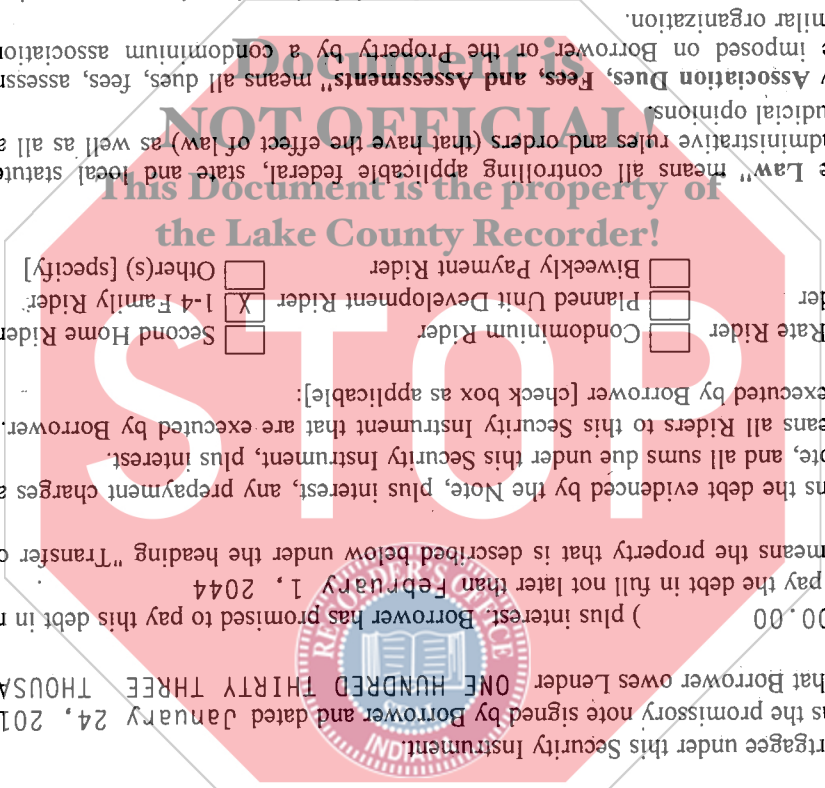 rtgagee under this Security Instrument.
as the promissory note signed by Borrower and dated January 24, 201
hat Borrower owes Lender ONE HUNDRED THIRTY THREE THOUSA
00.00 ) plus interest. Borrower has promised to pay this debt in r
pay the debt in full not later than February 1, 2044 .
means the property that is described below under the heading "Transfer o
ns the debt evidenced by the Note, plus interest, any prepayment charges a
ote, and all sums due under this Security Instrument, plus interest.
eans all Riders to this Security Instrument that are executed by Borrower.
executed by Borrower [check box as applicable]:
Rate Rider Condominium Rider Second Home Rider
der Planned Unit Development Rider X 1-4 Family Rider
Biweekly Payment Rider Other(s) [specify]
e Law" means all controlling applicable federal, state and local statute
administrative rules and orders (that have the effect of law) as well as all a
udicial opinions.
y Association Dues, Fees, and Assessments" means all dues, fees, assess
e imposed on Borrower or the Property by a condominium association
milar organization.
Document is
NOT OFFICIAL!
This Document is the property of
the Lake County Recorder!
STOP
RECORDER'S OFFICE
INDIANA